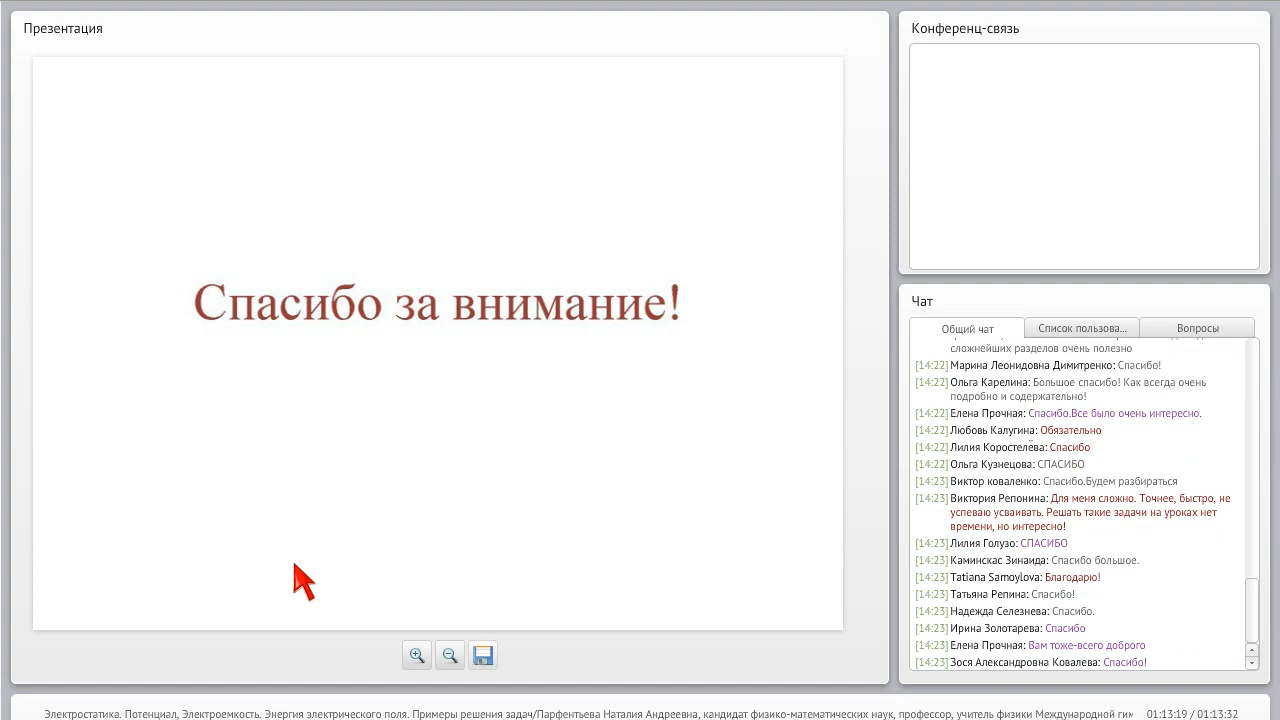 Презентация
Спасибо за внимание!
Конференц-связь
Чат
Общий чат
Список пользова...
Вопросы
сложнейших разделов очень полезно
[14:22] Марина Леонидовна Димитренко: Спасибо!
[14:22] Ольга Карелина: Большое спасибо! Как всегда очень
подробно и содержательно!
[14:22] Елена Прочная: Спасибо.Все было очень интересно.
[14:22] Любовь Калугина: Обязательно
[14:22] Лилия Коростелёва: Спасибо
[14:22] Ольга Кузнецова: СПАСИБО
[14:23] Виктор коваленко: Спасибо.Будем разбираться
[14:23] Виктория Репонина: Для меня сложно. Точнее, быстро, не
успеваю усваивать. Решать такие задачи на уроках нет
времени, но интересно!
[14:23] Лилия Голузо: СПАСИБО
[14:23] Каминскас Зинаида: Спасибо большое.
[14:23] Tatiana Samoylova: Благодарю!
[14:23] Татьяна Репина: Спасибо!
[14:23] Надежда Селезнева: Спасибо.
[14:23] Ирина Золотарева: Спасибо
[14:23] Елена Прочная: Вам тоже-всего доброго
[14:23] Зося Александровна Ковалева: Спасибо!
Электростатика. Потенциал, Электроемкость. Энергия электрического поля. Примеры решения задач/Парфентьева Наталия Андреевна, кандидат физико-математических наук, профессор, учитель физики Международной
01:13:19 / 01:13:32